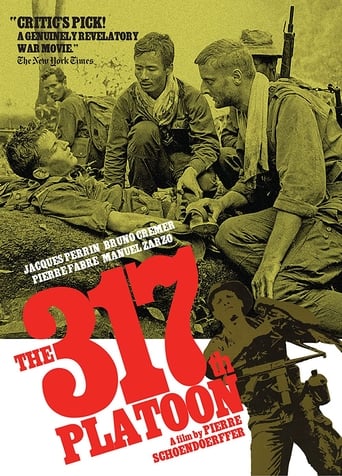 “CRITIC'S PICK!
A GENUINELY REVELATORY
WAR MOVIE.”
The New York Times
JACQUES PERRIN BRUNO CREMER
PIERRE FABRE MANUEL ZARZO
THE
317th
PLATOON
A FILM BY PIERRE
SCHOENDOERFFER